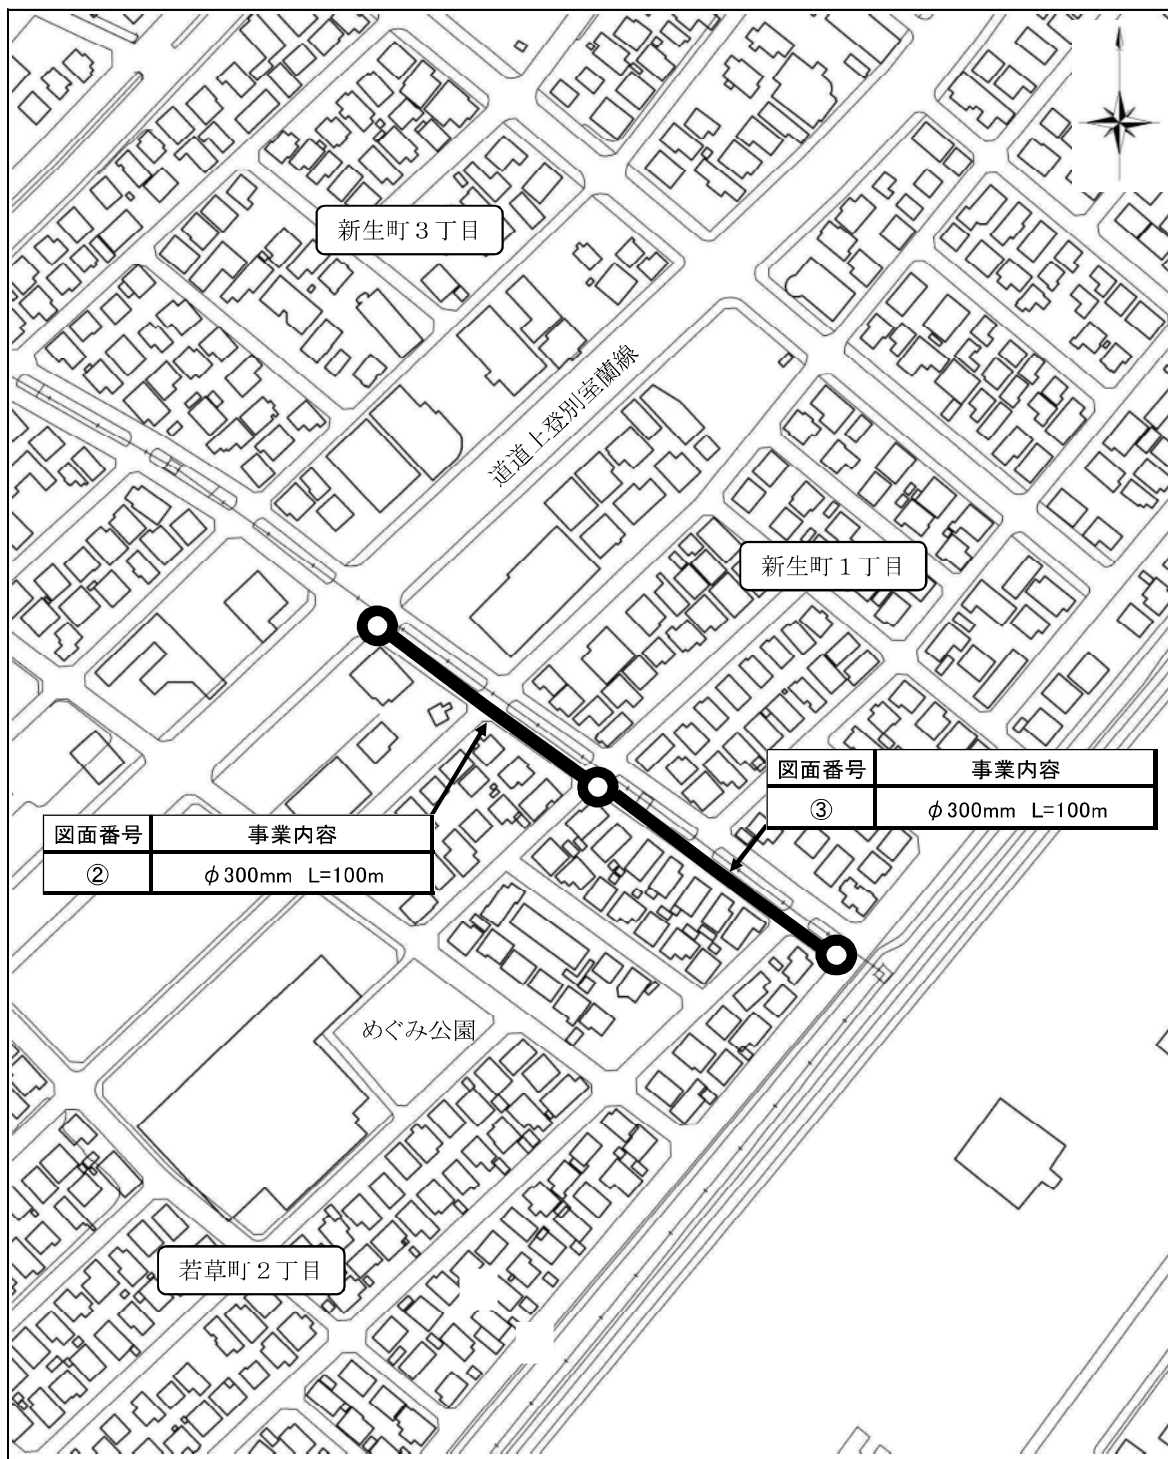 新生町３丁目
道道上登別室蘭線
新生町１丁目
図面番号 事業内容
③ φ300mm L=100m
図面番号 事業内容
② φ300mm L=100m
めぐみ公園
若草町２丁目